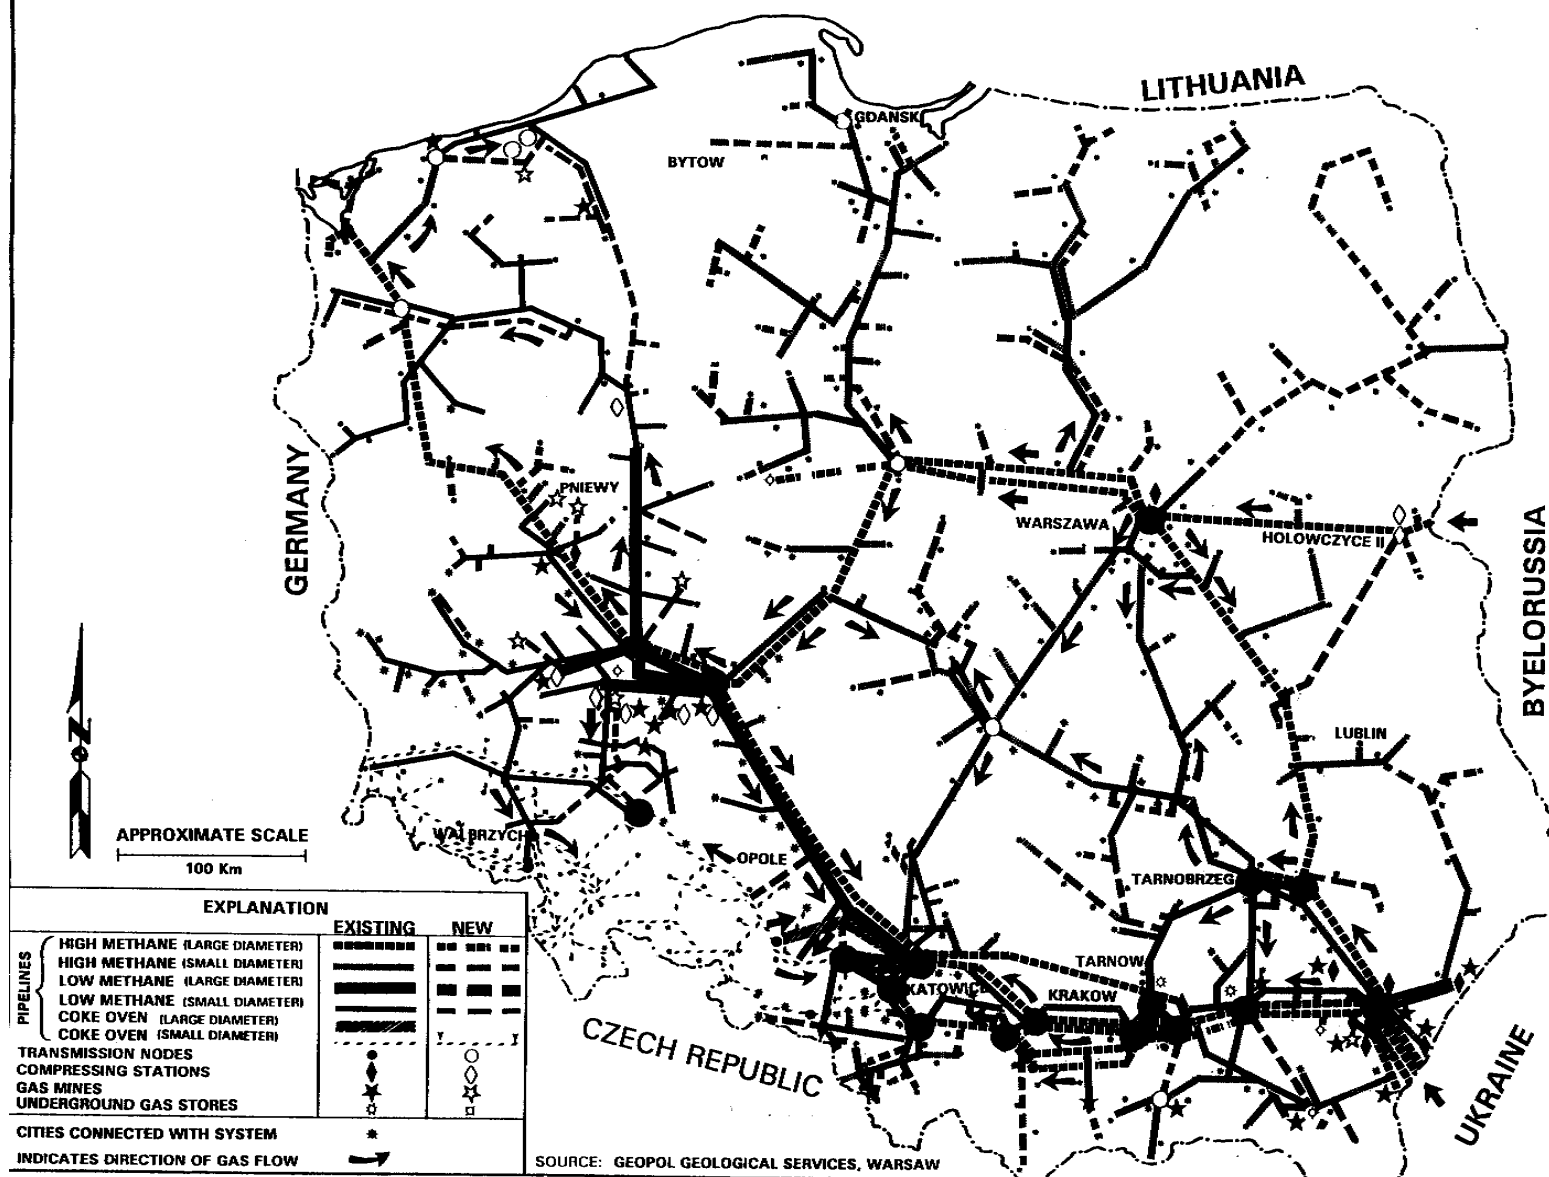 LITHUANIA
GDANSK
BYTOW
GERMANY
PNIEWY
WARSZAWA
HOLOWCZYCE II
BYELORUSSIA
LUBLIN
N
WALBRZYCH
OPOLE
TARNOBRZEG
TARNOW
KATOWICE
KRAKOW
CZECH REPUBLIC
UKRAINE
APPROXIMATE SCALE
100 Km
EXPLANATION
EXISTING NEW
PIPELINES
HIGH METHANE (LARGE DIAMETER)
HIGH METHANE (SMALL DIAMETER)
LOW METHANE (LARGE DIAMETER)
LOW METHANE (SMALL DIAMETER)
COKE OVEN (LARGE DIAMETER)
COKE OVEN (SMALL DIAMETER)
TRANSMISSION NODES
COMPRESSING STATIONS
GAS MINES
UNDERGROUND GAS STORES
CITIES CONNECTED WITH SYSTEM
INDICATES DIRECTION OF GAS FLOW
SOURCE: GEOPOL GEOLOGICAL SERVICES, WARSAW